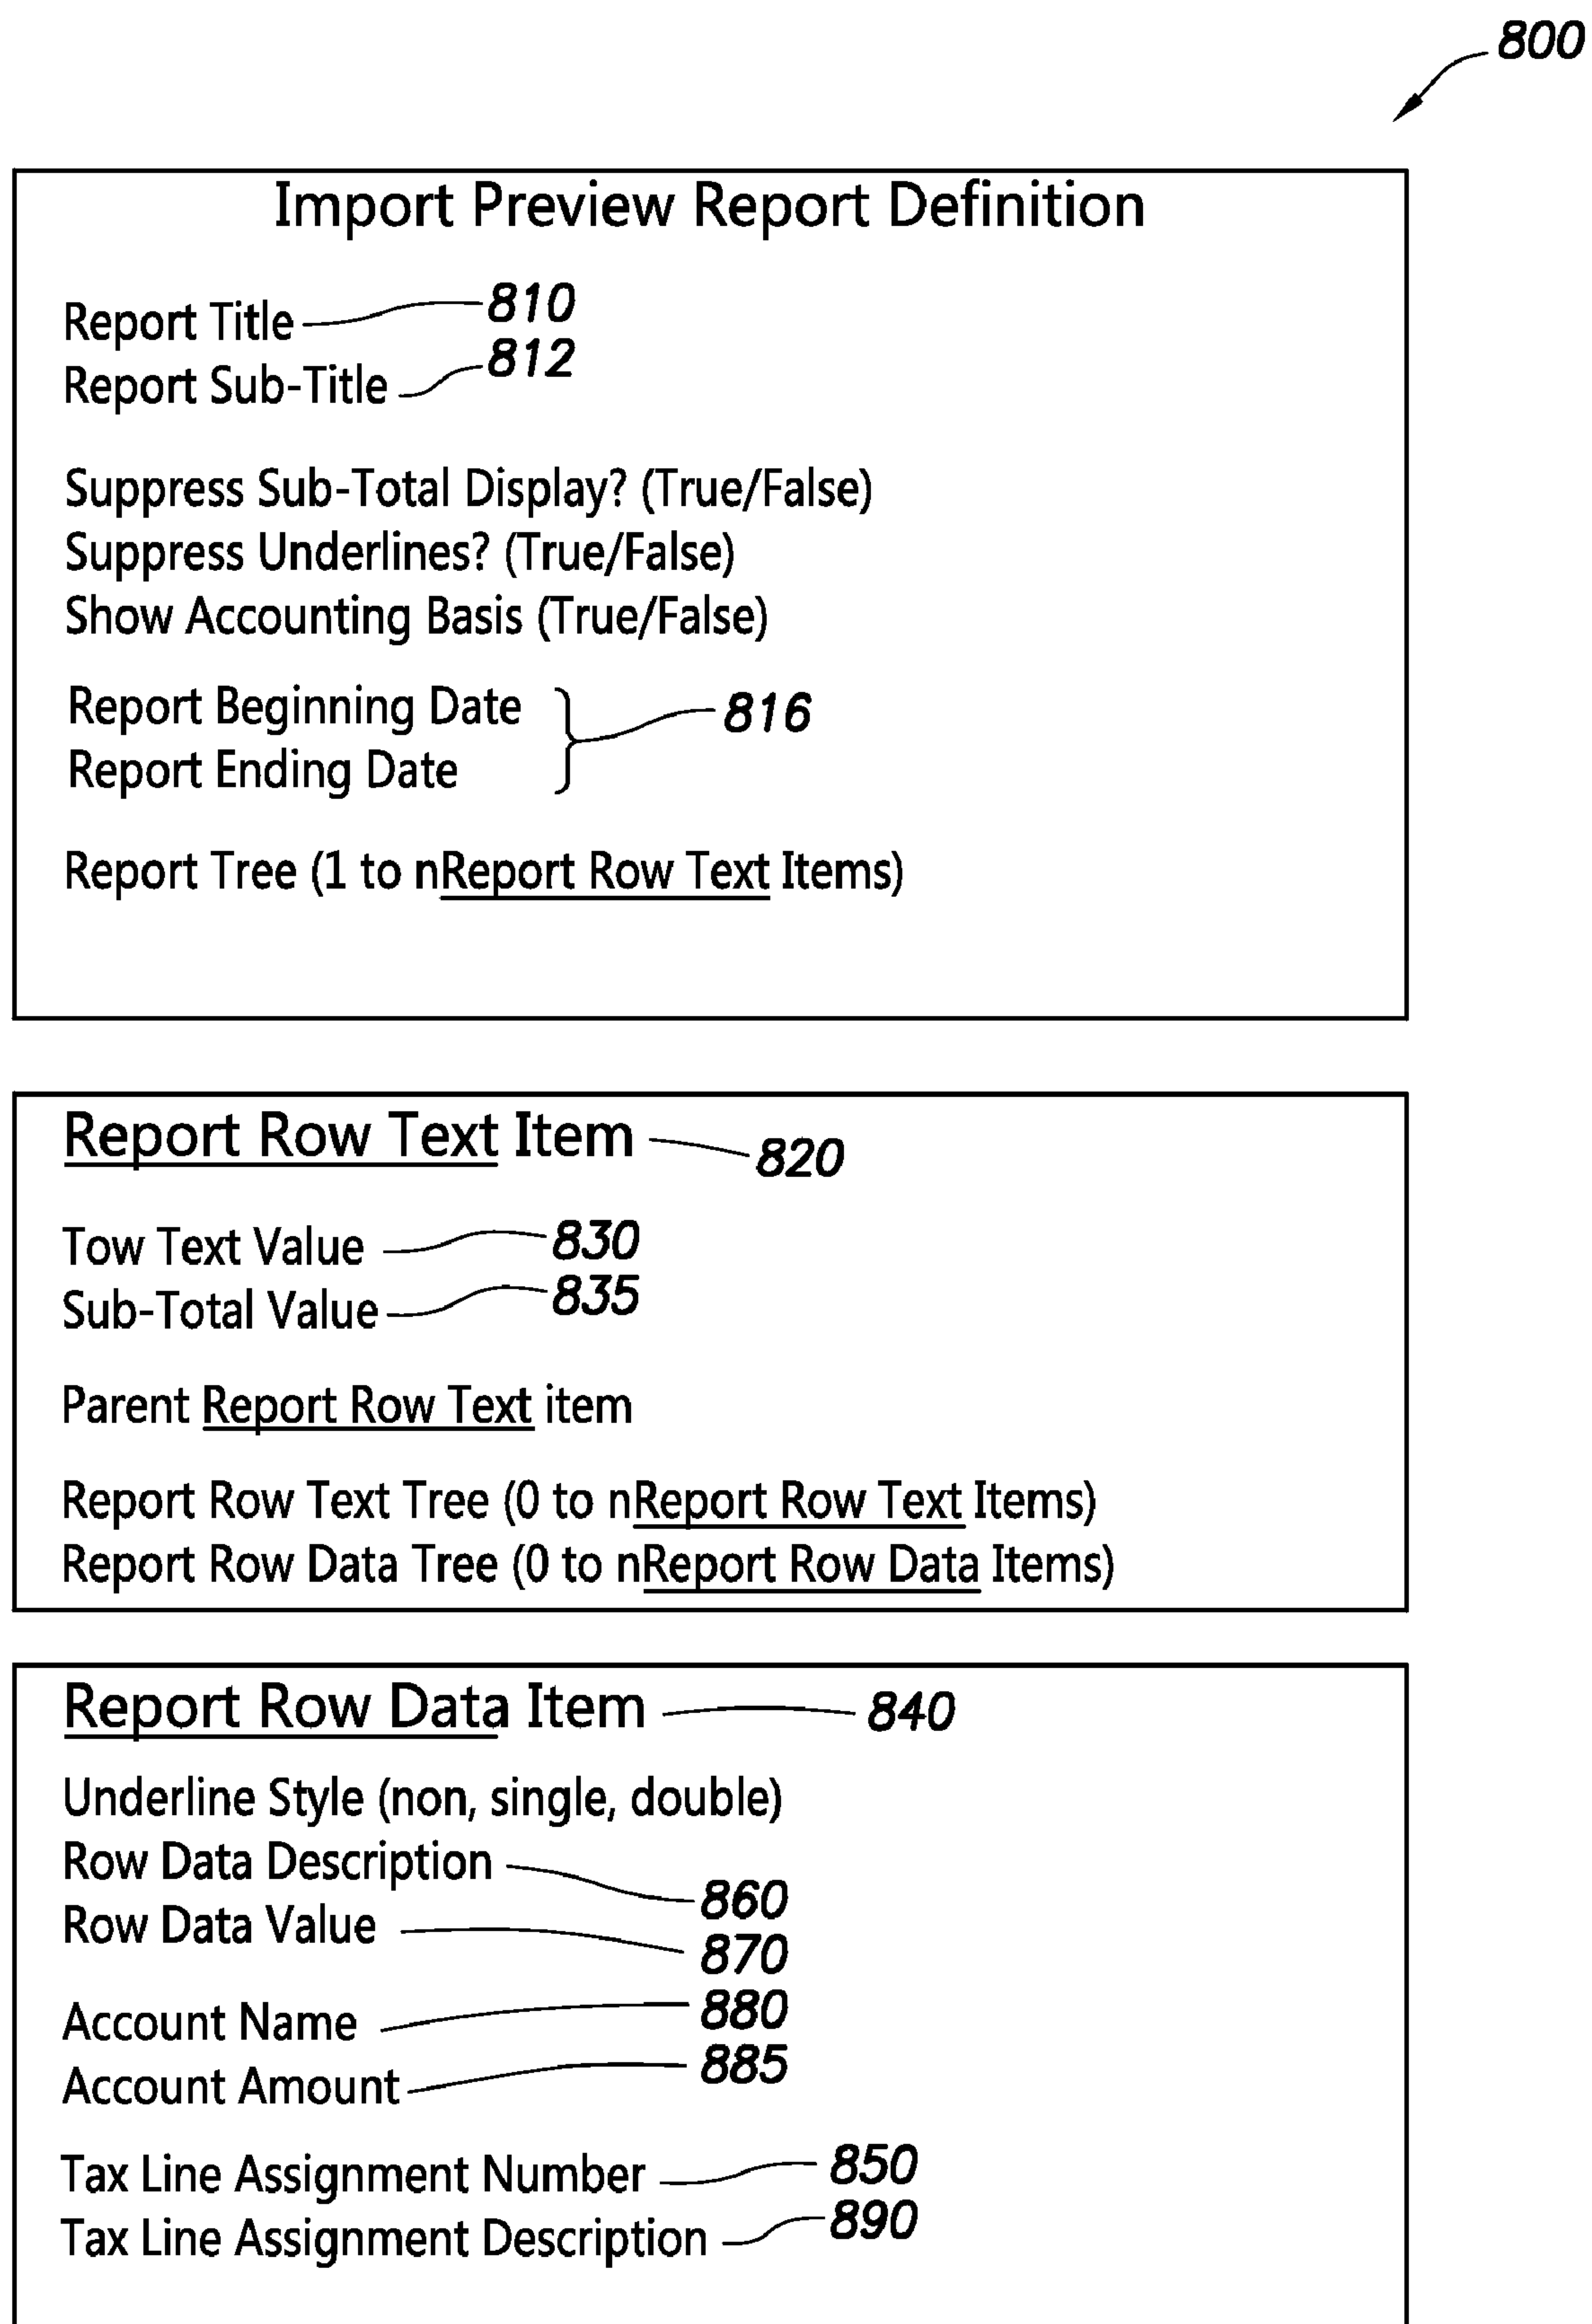 800
Import Preview Report Definition
Report Title 810
Report Sub-Title 812
Suppress Sub-Total Display? (True/False)
Suppress Underlines? (True/False)
Show Accounting Basis (True/False)
Report Beginning Date
816
Report Ending Date
Report Tree (1 to nReport Row Text Items)
Report Row Text Item 820
Tow Text Value 830
Sub-Total Value 835
Parent Report Row Text item
Report Row Text Tree (0 to nReport Row Text Items)
Report Row Data Tree (0 to nReport Row Data Items)
Report Row Data Item 840
Underline Style (non, single, double)
Row Data Description 860
Row Data Value 870
Account Name 880
Account Amount 885
Tax Line Assignment Number 850
Tax Line Assignment Description 890